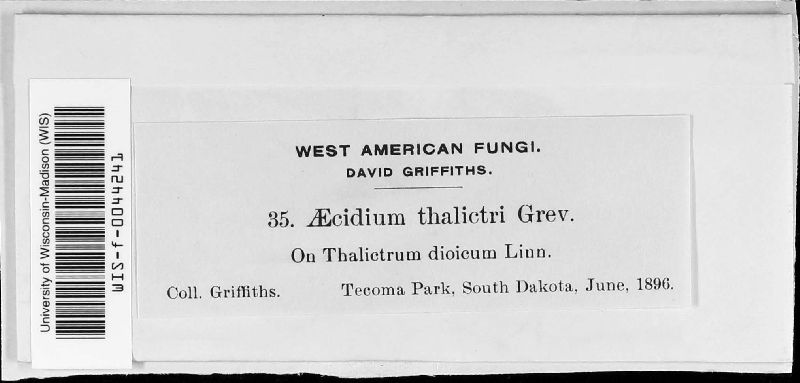 University of Wisconsin-Madison (WIS)
WIS-f-0044241
WEST AMERICAN FUNGI.
DAVID GRIFFITHS.
35. Æcidium thalictri Grev.
On Thalictrum dioicum Linn.
Coll. Griffiths. Tecoma Park, South Dakota, June, 1896.